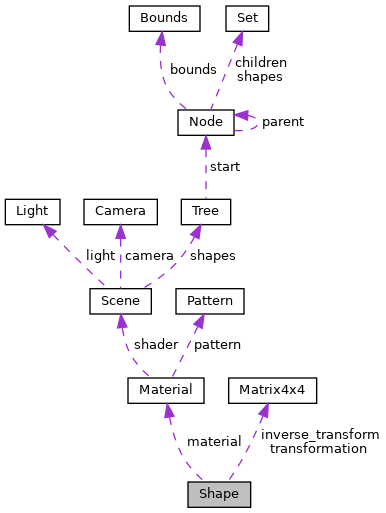 Bounds
Set
bounds
children
shapes
Node
parent
start
Light
Camera
Tree
light
camera
shapes
Scene
Pattern
shader
pattern
Material
Matrix4x4
material
inverse_transform
transformation
Shape